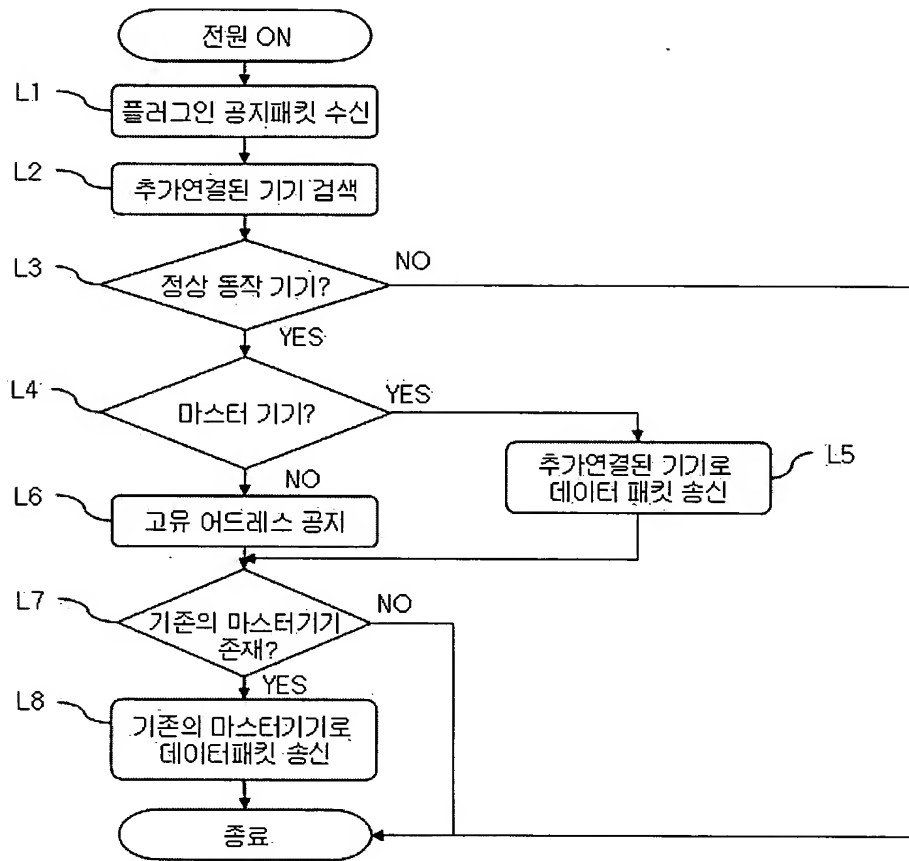 전원 ON
L1
플러그인 공지패킷 수신
L2
추가연결된 기기 검색
L3
정상 동작 기기?
NO
YES
L4
마스터 기기?
YES
NO
추가연결된 기기로
데이터 패킷 송신
L5
L6
고유 어드레스 공지
L7
기존의 마스터기기
존재?
NO
YES
L8
기존의 마스터기기로
데이터패킷 송신
종료